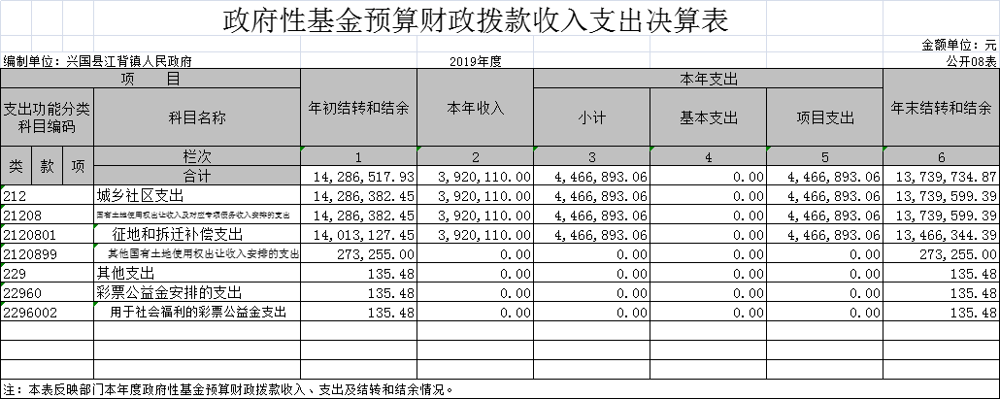 政府性基金预算财政拨款收入支出决算表
金额单位：元
编制单位：兴国县江背镇人民政府 2019年度 公开08表
项 目 年初结转和结余 本年收入 本年支出 年末结转和结余
支出功能分类科目编码 科目名称 小计 基本支出 项目支出
类 款 项 栏次 1 2 3 4 5 6
合计 14,286,517.93 3,920,110.00 4,466,893.06 0.00 4,466,893.06 13,739,734.87
212 城乡社区支出 14,286,382.45 3,920,110.00 4,466,893.06 0.00 4,466,893.06 13,739,599.39
21208 国有土地使用权出让收入及对应专项债务收入安排的支出 14,286,382.45 3,920,110.00 4,466,893.06 0.00 4,466,893.06 13,739,599.39
2120801 征地和拆迁补偿支出 14,013,127.45 3,920,110.00 4,466,893.06 0.00 4,466,893.06 13,466,344.39
2120899 其他国有土地使用权出让收入安排的支出 273,255.00 0.00 0.00 0.00 0.00 273,255.00
229 其他支出 135.48 0.00 0.00 0.00 0.00 135.48
22960 彩票公益金安排的支出 135.48 0.00 0.00 0.00 0.00 135.48
2296002 用于社会福利的彩票公益金支出 135.48 0.00 0.00 0.00 0.00 135.48
注：本表反映部门本年度政府性基金预算财政拨款收入、支出及结转和结余情况。